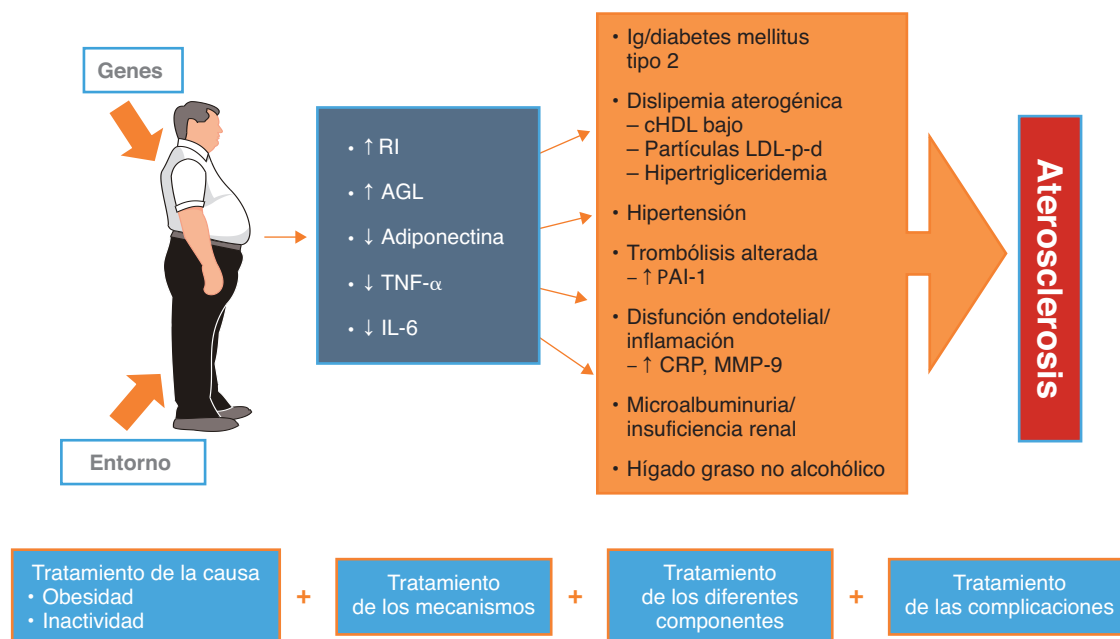 Genes
Entorno
• ↑ RI
• ↑ AGL
• ↓ Adiponectina
• ↓ TNF-α
• ↓ IL-6
• Ig/diabetes mellitus
tipo 2
• Dislipemia aterogénica
– cHDL bajo
– Partículas LDL-p-d
– Hipertrigliceridemia
• Hipertensión
• Trombólisis alterada
– ↑ PAI-1
• Disfunción endotelial/
inflamación
– ↑ CRP, MMP-9
• Microalbuminuria/
insuficiencia renal
• Hígado graso no alcohólico
Aterosclerosis
Tratamiento de la causa
• Obesidad
• Inactividad
+
Tratamiento
de los mecanismos
+
Tratamiento
de los diferentes
componentes
+
Tratamiento
de las complicaciones